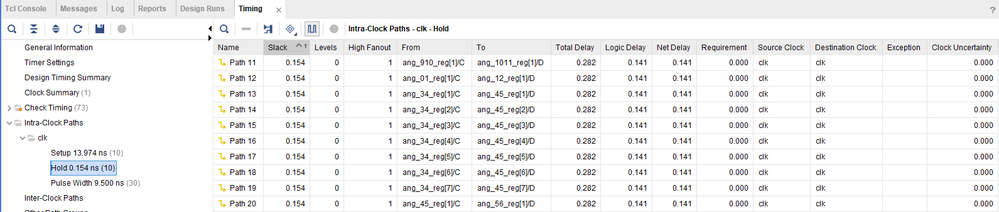 Tcl Console Messages Log Reports Design Runs Timing × ?
Intra-Clock Paths - clk - Hold
General Information
Timer Settings
Design Timing Summary
Clock Summary (1)
Check Timing (73)
Intra-Clock Paths
clk
Setup 13.974 ns (10)
Hold 0.154 ns (10)
Pulse Width 9.500 ns (30)
Inter-Clock Paths
Other Path Groups
Name Slack 1 Levels High Fanout From To Total Delay Logic Delay Net Delay Requirement Source Clock Destination Clock Exception Clock Uncertainty
Path 11 0.154 0 1 ang_910_reg[1]/C ang_1011_reg[1]/D 0.282 0.141 0.141 0.000 clk clk 0.000
Path 12 0.154 0 1 ang_01_reg[1]/C ang_12_reg[1]/D 0.282 0.141 0.141 0.000 clk clk 0.000
Path 13 0.154 0 1 ang_34_reg[1]/C ang_45_reg[1]/D 0.282 0.141 0.141 0.000 clk clk 0.000
Path 14 0.154 0 1 ang_34_reg[2]/C ang_45_reg[2]/D 0.282 0.141 0.141 0.000 clk clk 0.000
Path 15 0.154 0 1 ang_34_reg[3]/C ang_45_reg[3]/D 0.282 0.141 0.141 0.000 clk clk 0.000
Path 16 0.154 0 1 ang_34_reg[4]/C ang_45_reg[4]/D 0.282 0.141 0.141 0.000 clk clk 0.000
Path 17 0.154 0 1 ang_34_reg[5]/C ang_45_reg[5]/D 0.282 0.141 0.141 0.000 clk clk 0.000
Path 18 0.154 0 1 ang_34_reg[6]/C ang_45_reg[6]/D 0.282 0.141 0.141 0.000 clk clk 0.000
Path 19 0.154 0 1 ang_34_reg[7]/C ang_45_reg[7]/D 0.282 0.141 0.141 0.000 clk clk 0.000
Path 20 0.154 0 1 ang_45_reg[1]/C ang_56_reg[1]/D 0.282 0.141 0.141 0.000 clk clk 0.000